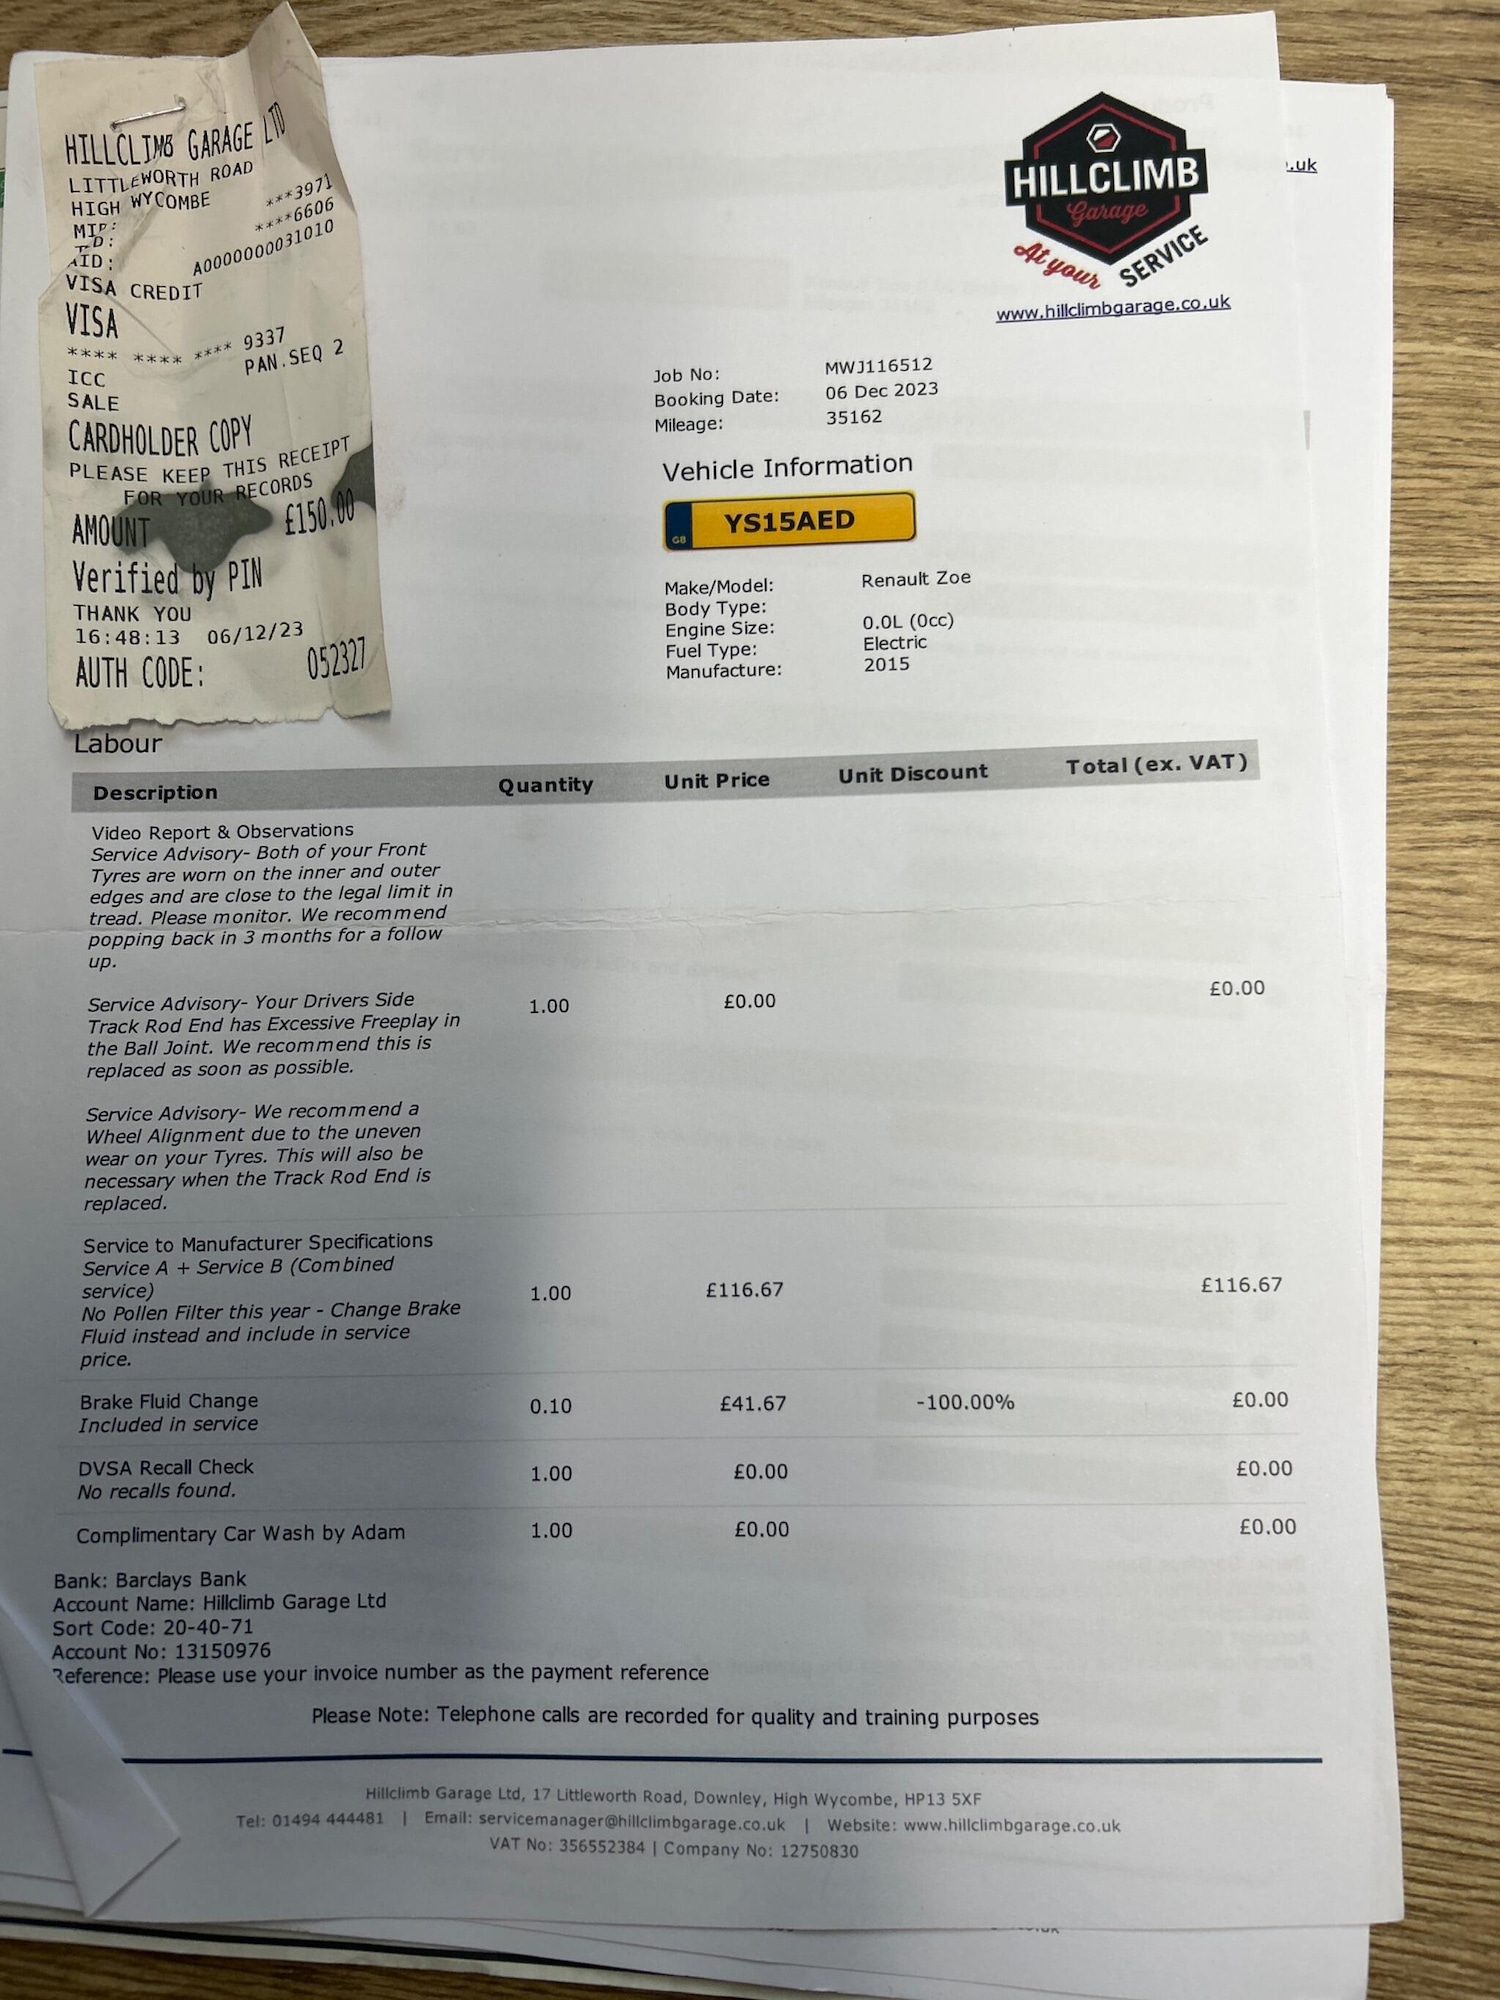 HILLCLIMB GARAGE LTD
LITTLEWORTH ROAD
HIGH WYCOMBE
MID: ***3971
TID: ****6606
AID: A0000000031010
VISA CREDIT
VISA
**** **** **** 9337
PAN.SEQ 2
ICC
SALE
CARDHOLDER COPY
PLEASE KEEP THIS RECEIPT
FOR YOUR RECORDS
AMOUNT £150.00
Verified by PIN
THANK YOU
16:48:13 06/12/23
AUTH CODE: 052327
HILLCLIMB
Garage
At your SERVICE
www.hillclimbgarage.co.uk
.uk
Job No: MWJ116512
Booking Date: 06 Dec 2023
Mileage: 35162
Vehicle Information
GB YS15AED
Make/Model: Renault Zoe
Body Type:
Engine Size: 0.0L (0cc)
Fuel Type: Electric
Manufacture: 2015
Labour
Description Quantity Unit Price Unit Discount Total (ex. VAT)
Video Report & Observations
Service Advisory- Both of your Front
Tyres are worn on the inner and outer
edges and are close to the legal limit in
tread. Please monitor. We recommend
popping back in 3 months for a follow
up.
Service Advisory- Your Drivers Side
Track Rod End has Excessive Freeplay in
the Ball Joint. We recommend this is
replaced as soon as possible.
1.00 £0.00 £0.00
Service Advisory- We recommend a
Wheel Alignment due to the uneven
wear on your Tyres. This will also be
necessary when the Track Rod End is
replaced.
Service to Manufacturer Specifications
Service A + Service B (Combined
service)
No Pollen Filter this year - Change Brake
Fluid instead and include in service
price.
1.00 £116.67 £116.67
Brake Fluid Change
Included in service
0.10 £41.67 -100.00% £0.00
DVSA Recall Check
No recalls found.
1.00 £0.00 £0.00
Complimentary Car Wash by Adam 1.00 £0.00 £0.00
Bank: Barclays Bank
Account Name: Hillclimb Garage Ltd
Sort Code: 20-40-71
Account No: 13150976
Reference: Please use your invoice number as the payment reference
Please Note: Telephone calls are recorded for quality and training purposes
Hillclimb Garage Ltd, 17 Littleworth Road, Downley, High Wycombe, HP13 5XF
Tel: 01494 444481 | Email: servicemanager@hillclimbgarage.co.uk | Website: www.hillclimbgarage.co.uk
VAT No: 356552384 | Company No: 12750830